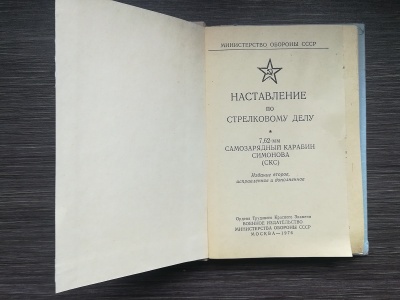 МИНИСТЕРСТВО ОБОРОНЫ СССР
НАСТАВЛЕНИЕ
ПО
СТРЕЛКОВОМУ ДЕЛУ
7,62-мм
САМОЗАРЯДНЫЙ КАРАБИН
СИМОНОВА
(СКС)
Издание второе,
исправленное и дополненное
Ордена Трудового Красного Знамени
ВОЕННОЕ ИЗДАТЕЛЬСТВО
МИНИСТЕРСТВА ОБОРОНЫ СССР
МОСКВА—1970